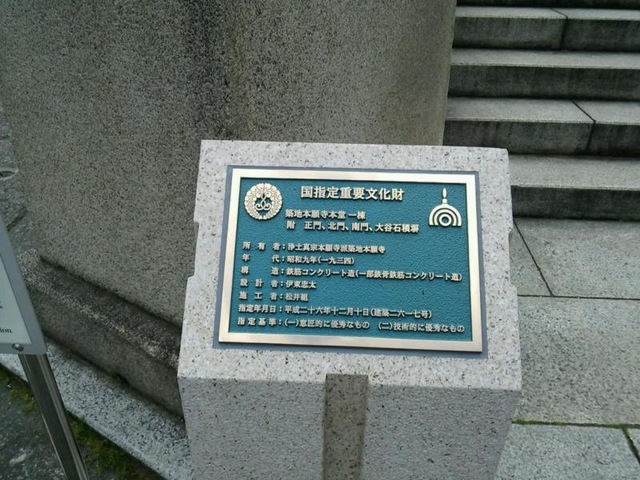 国指定重要文化財
築地本願寺本堂 一棟
附 正門、北門、南門、大谷石積塀
所有者：浄土真宗本願寺派築地本願寺
年代：昭和九年（一九三四）
構造：鉄筋コンクリート造（一部鉄骨鉄筋コンクリート造）
設計者：伊東忠太
施工者：松井組
指定年月日：平成二十六年十二月十日（建築二六一七号）
指定基準：（一）意匠的に優秀なもの （二）技術的に優秀なもの